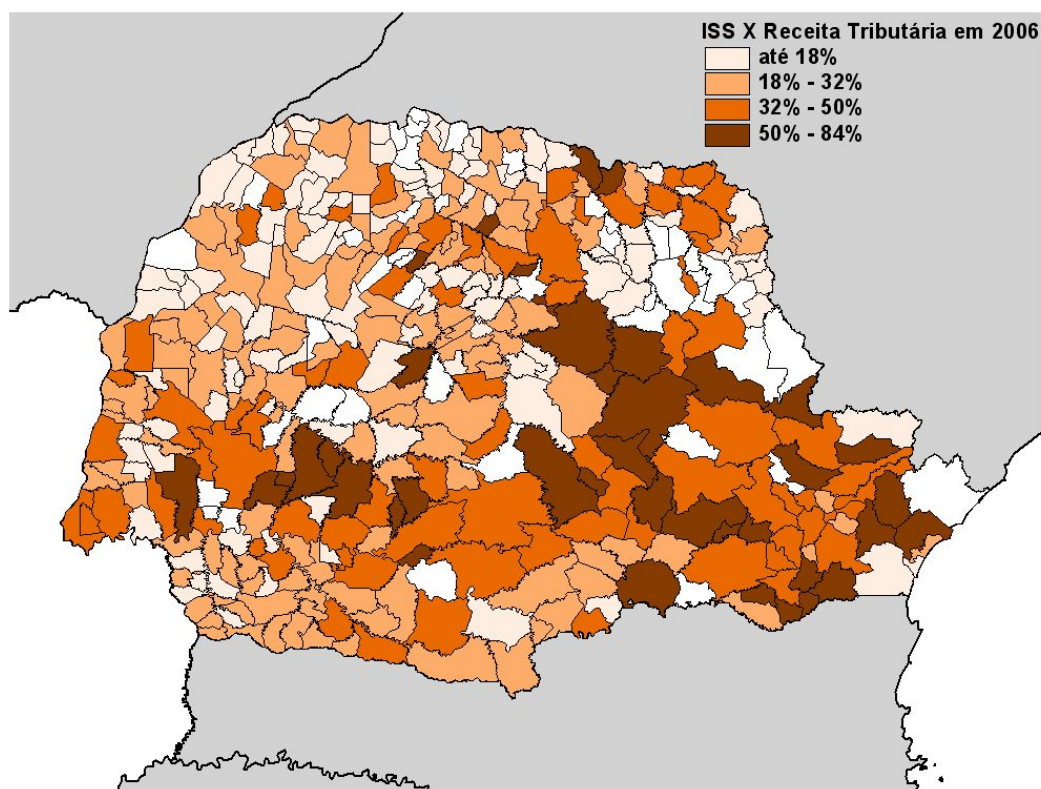 ISS X Receita Tributária em 2006
até 18%
18% - 32%
32% - 50%
50% - 84%